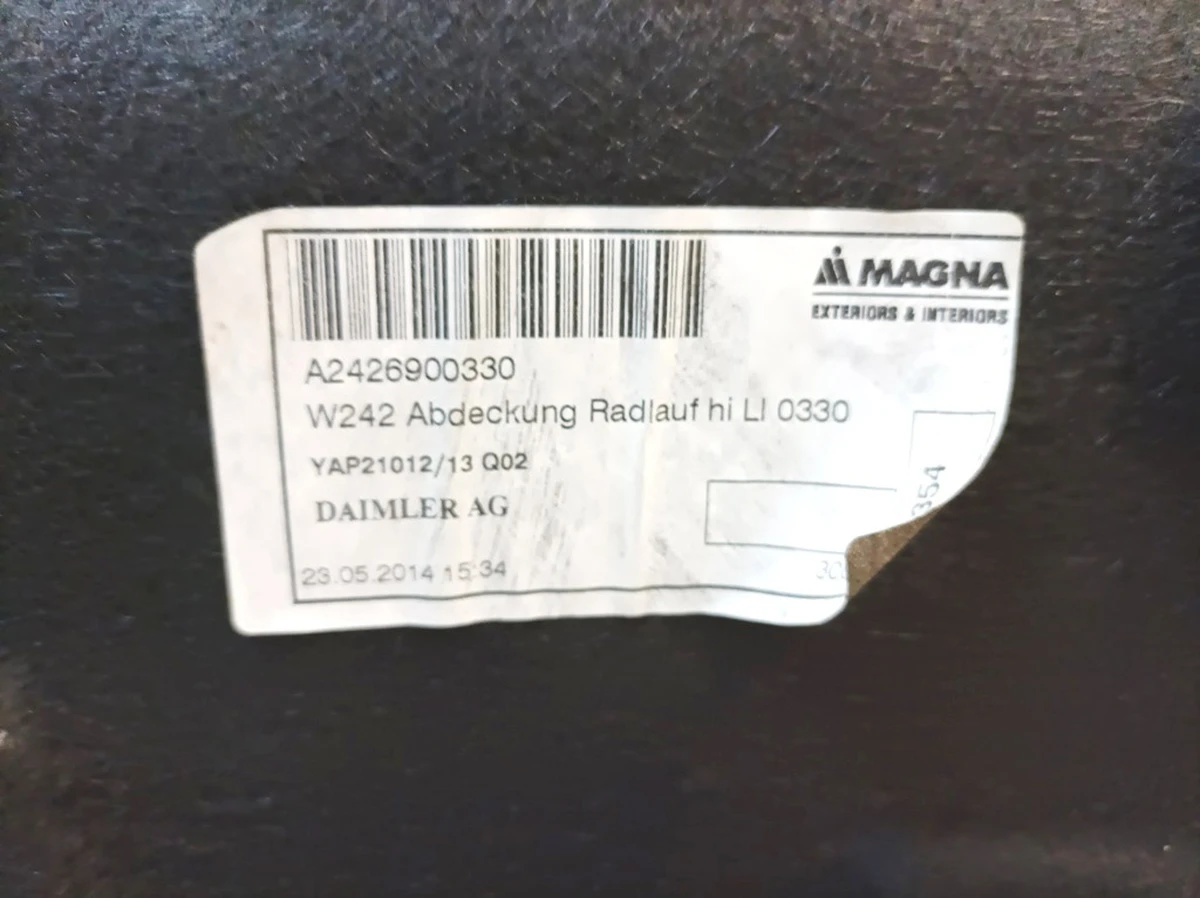 MAGNA
EXTERIORS & INTERIORS
A2426900330
W242 Abdeckung Radlauf hi LI 0330
YAP21012/13 Q02
DAIMLER AG
354
23.05.2014 15:34